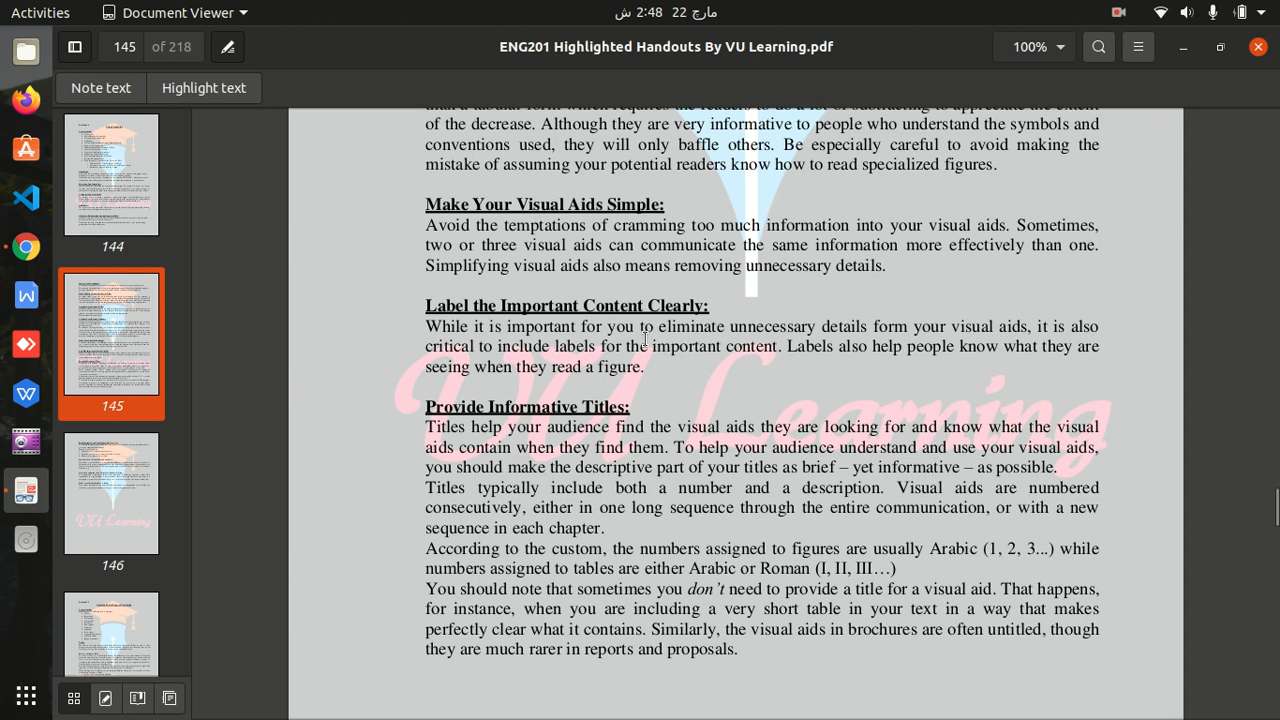 Activities
Document Viewer
مارچ 22 2:48 ش
145 of 218
ENG201 Highlighted Handouts By VU Learning.pdf
100%
Note text
Highlight text
144
145
146
VU Learning
of the decrease. Although they are very informative to people who understand the symbols and
conventions used, they will only baffle others. Be especially careful to avoid making the
mistake of assuming your potential readers know how to read specialized figures.
Make Your Visual Aids Simple:
Avoid the temptations of cramming too much information into your visual aids. Sometimes,
two or three visual aids can communicate the same information more effectively than one.
Simplifying visual aids also means removing unnecessary details.
Label the Important Content Clearly:
While it is important for you to eliminate unnecessary details form your visual aids, it is also
critical to include labels for the important content. Labels also help people know what they are
seeing when they read a figure.
Provide Informative Titles:
Titles help your audience find the visual aids they are looking for and know what the visual
aids contain when they find them. To help your audience understand and use your visual aids,
you should make the descriptive part of your titles as brief - yet informative - as possible.
Titles typically include both a number and a description. Visual aids are numbered
consecutively, either in one long sequence through the entire communication, or with a new
sequence in each chapter.
According to the custom, the numbers assigned to figures are usually Arabic (1, 2, 3...) while
numbers assigned to tables are either Arabic or Roman (I, II, III…)
You should note that sometimes you don't need to provide a title for a visual aid. That happens,
for instance when you are including a very short table in your text in a way that makes
perfectly clear what it contains. Similarly, the visual aids in brochures are often untitled, though
they are must even in reports and proposals.
VU Learning